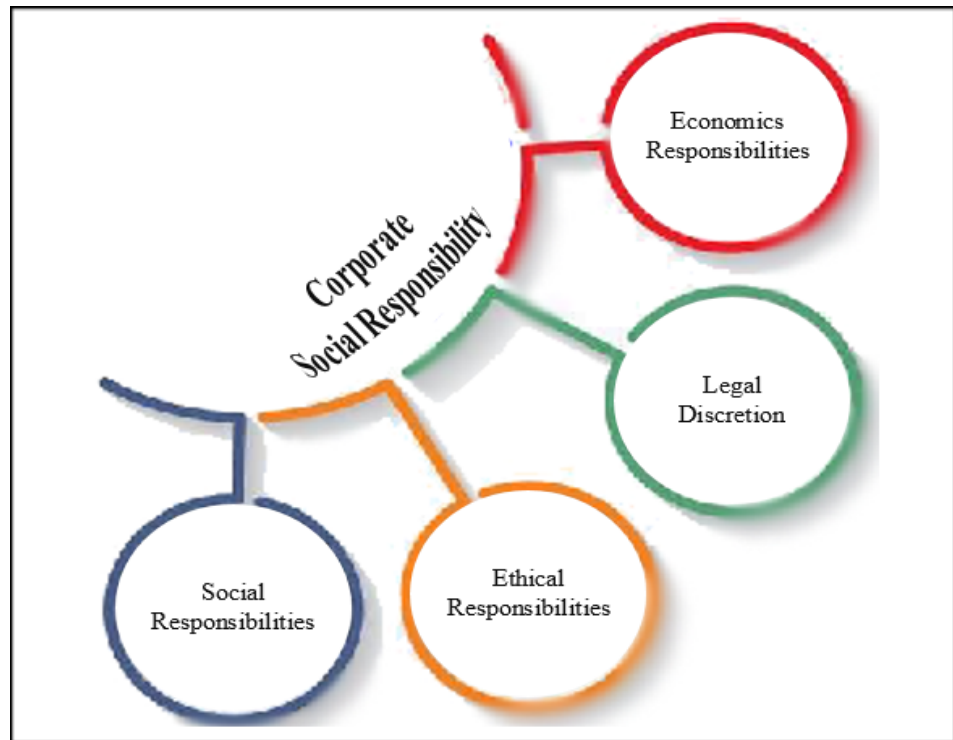 Corporate
Social Responsibility
Economics
Responsibilities
Legal
Discretion
Ethical
Responsibilities
Social
Responsibilities